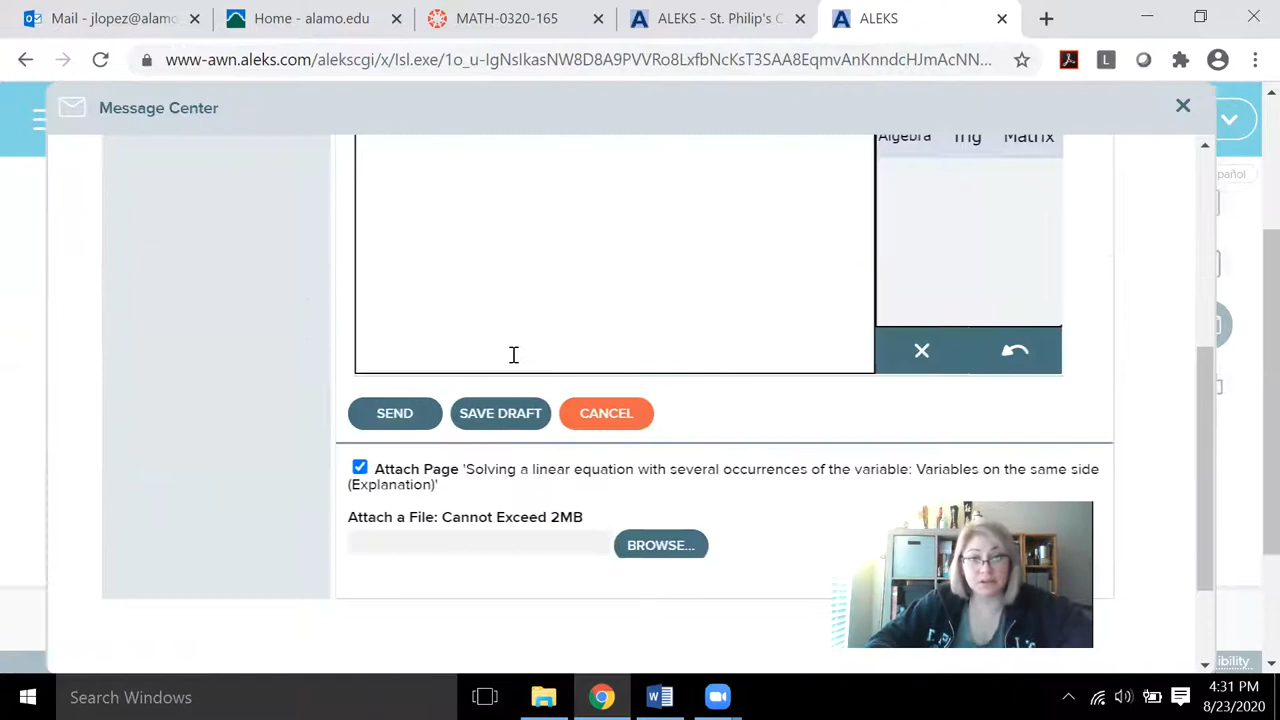 Mail - jlopez@alamo
Home - alamo.edu
MATH-0320-165
ALEKS - St. Philip's C
ALEKS
www-awn.aleks.com/alekscgi/x/Isl.exe/1o_u-IgNsIkasNW8D8A9PVVRo8LxfbNcKsT3SAA8EqmvAnKnndcHJmAcNN...
Message Center
español
Algebra Trig Matrix
SEND SAVE DRAFT CANCEL
Attach Page 'Solving a linear equation with several occurrences of the variable: Variables on the same side
(Explanation)'
Attach a File: Cannot Exceed 2MB
BROWSE...
ibility
Search Windows
4:31 PM
8/23/2020